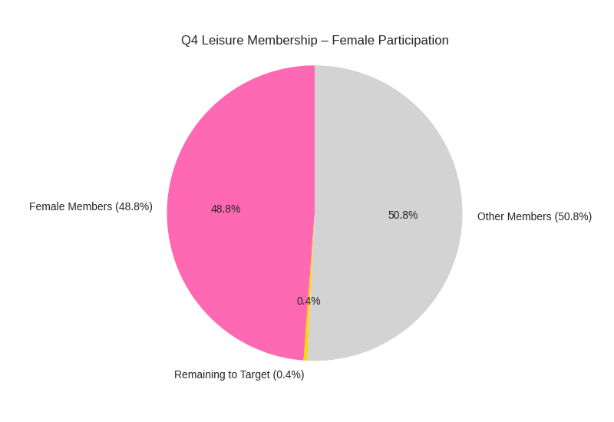 Q4 Leisure Membership – Female Participation
Female Members (48.8%)
48.8%
50.8%
Other Members (50.8%)
0.4%
Remaining to Target (0.4%)